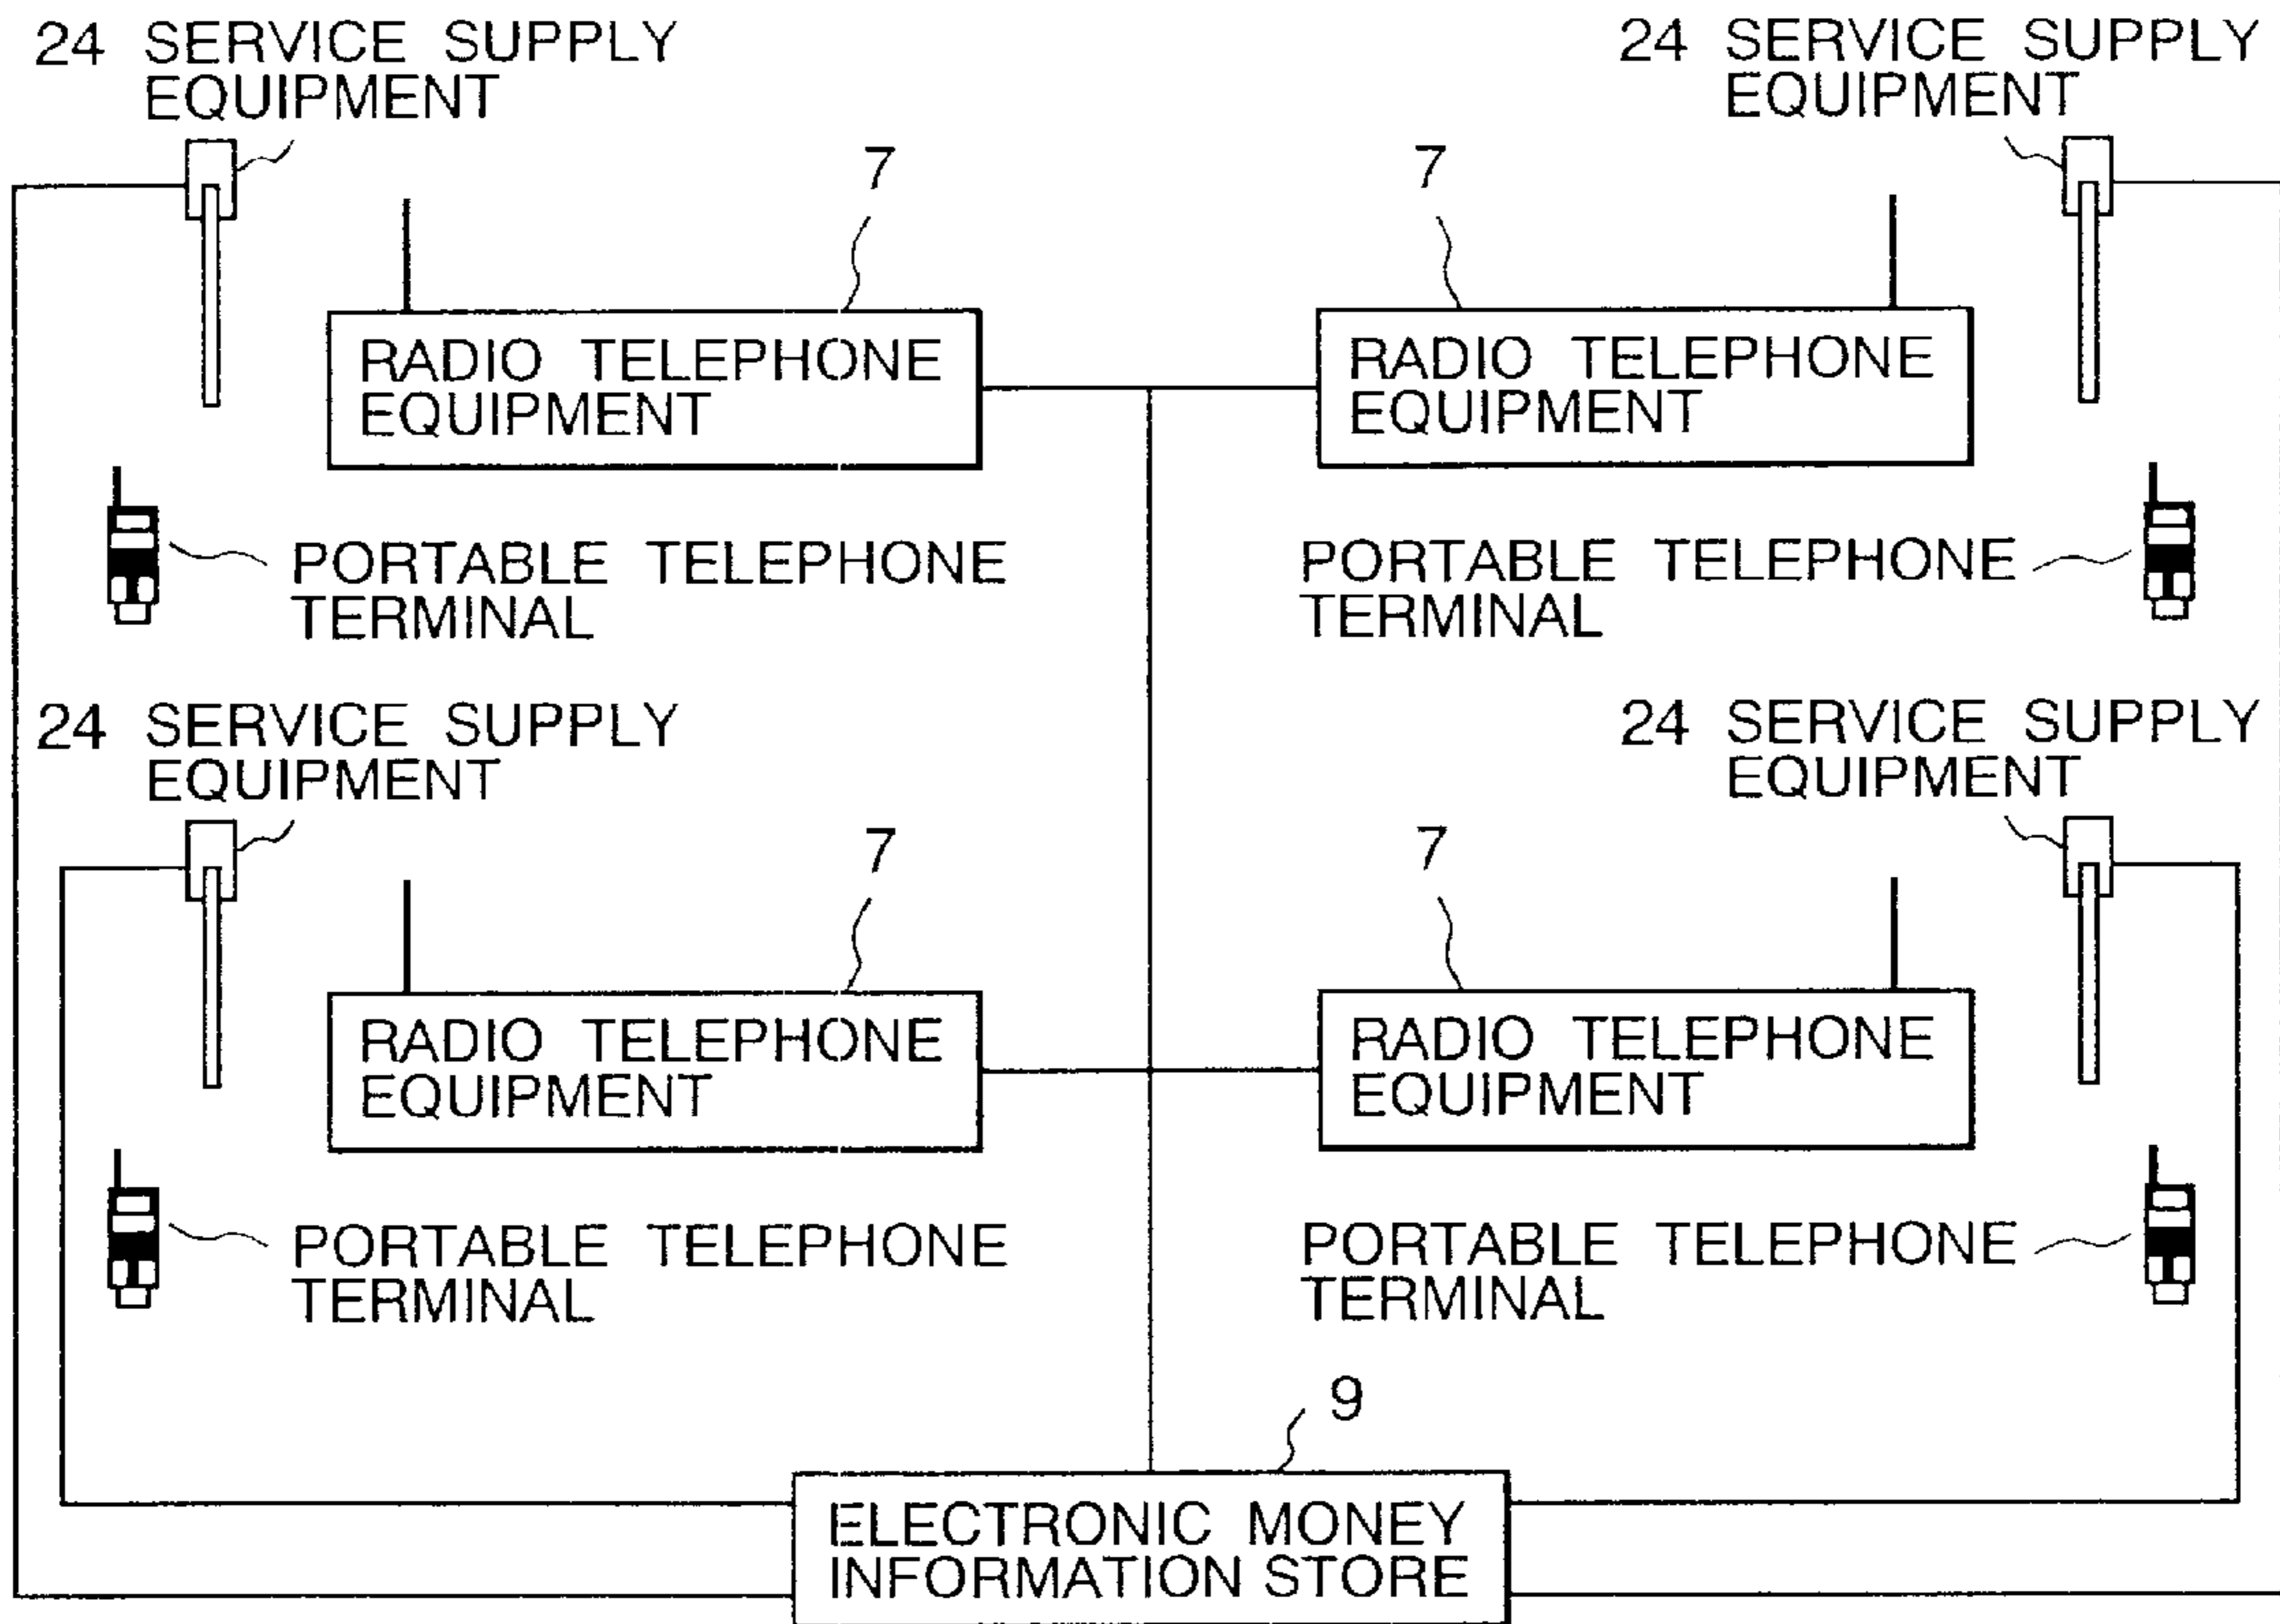 24 SERVICE SUPPLY
EQUIPMENT
24 SERVICE SUPPLY
EQUIPMENT
7
7
RADIO TELEPHONE
EQUIPMENT
RADIO TELEPHONE
EQUIPMENT
PORTABLE TELEPHONE
TERMINAL
PORTABLE TELEPHONE
TERMINAL
24 SERVICE SUPPLY
EQUIPMENT
24 SERVICE SUPPLY
EQUIPMENT
7
7
RADIO TELEPHONE
EQUIPMENT
RADIO TELEPHONE
EQUIPMENT
PORTABLE TELEPHONE
TERMINAL
PORTABLE TELEPHONE
TERMINAL
9
ELECTRONIC MONEY
INFORMATION STORE